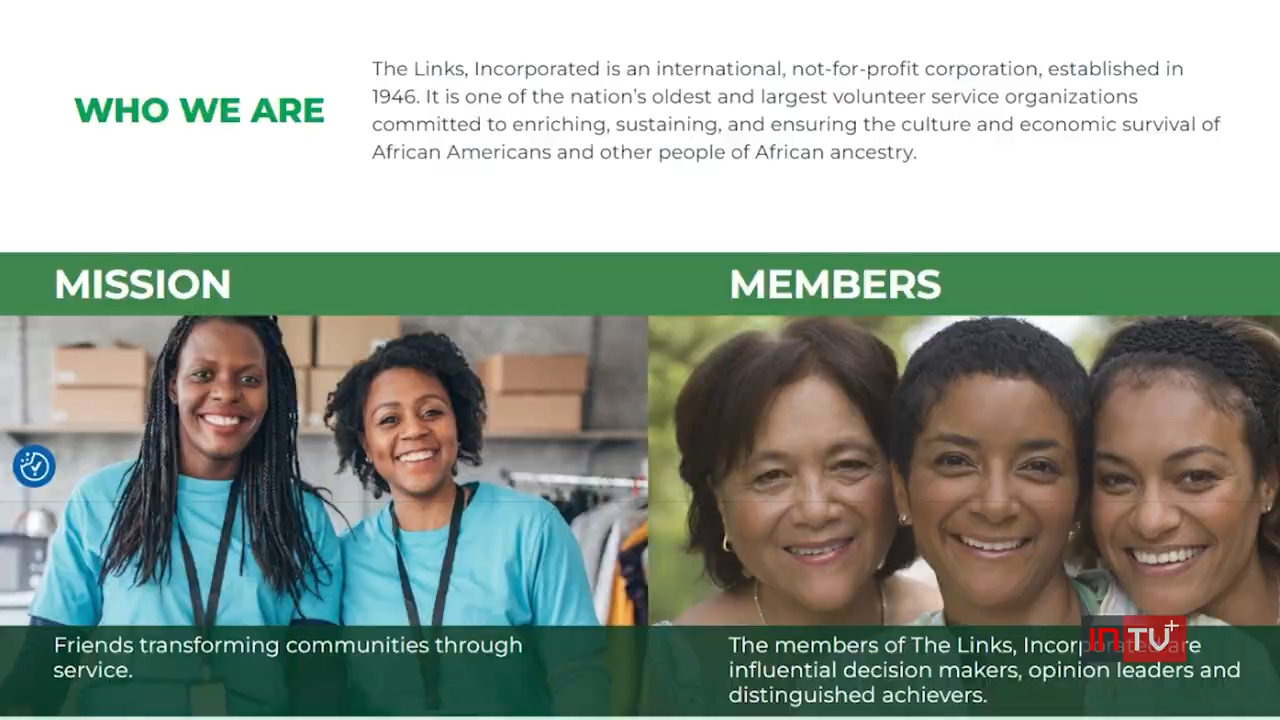 WHO WE ARE
The Links, Incorporated is an international, not-for-profit corporation, established in
1946. It is one of the nation's oldest and largest volunteer service organizations
committed to enriching, sustaining, and ensuring the culture and economic survival of
African Americans and other people of African ancestry.
MISSION
MEMBERS
Friends transforming communities through
service.
The members of The Links, Incorporated are
influential decision makers, opinion leaders and
distinguished achievers.
INTV+